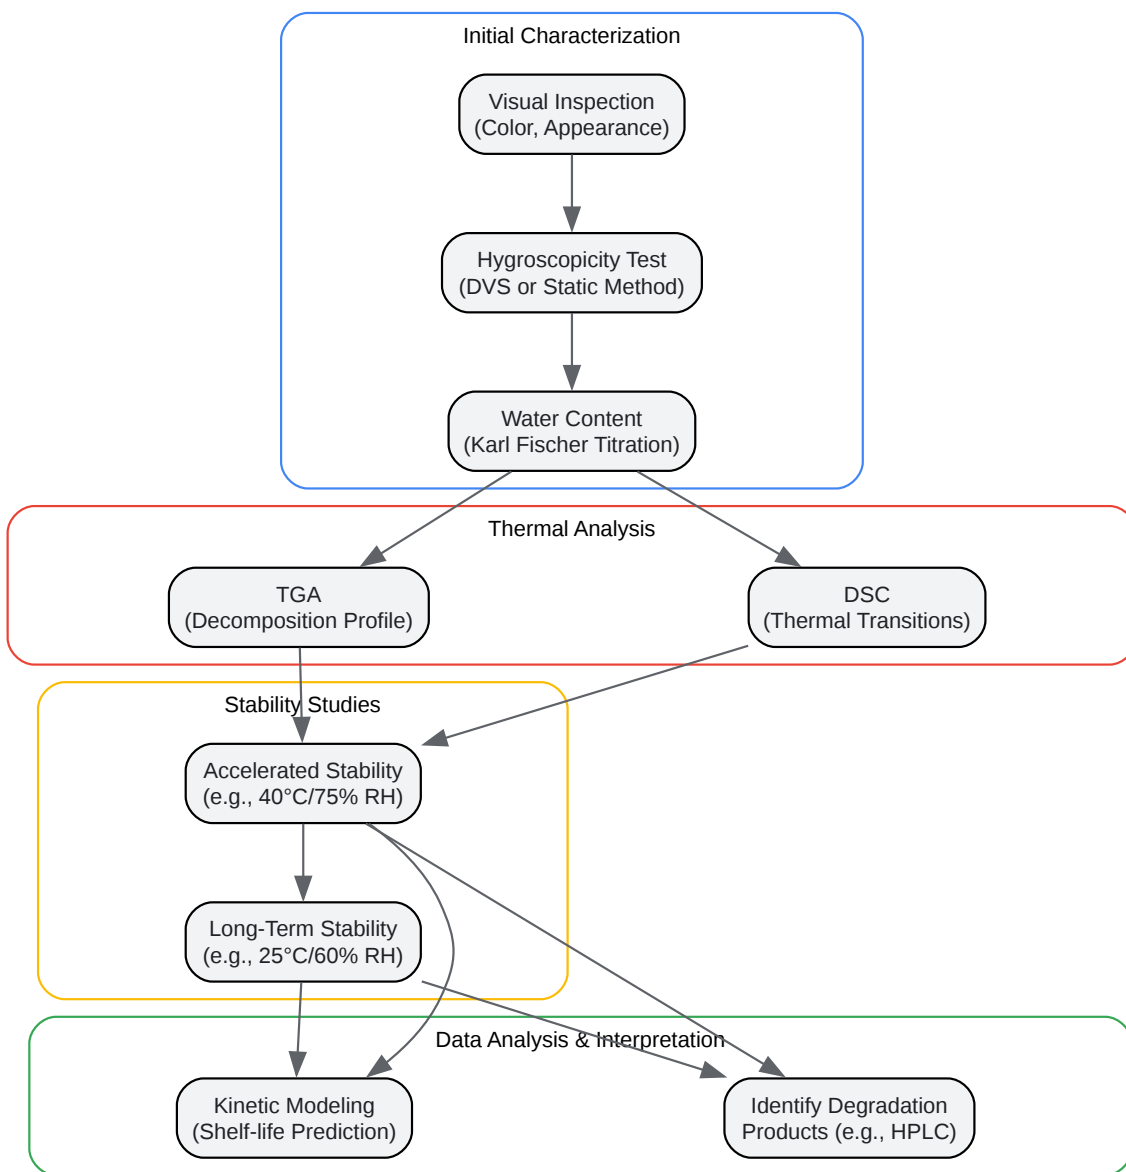 Initial Characterization
Visual Inspection
(Color, Appearance)
Hygroscopicity Test
(DVS or Static Method)
Water Content
(Karl Fischer Titration)
Thermal Analysis
TGA
(Decomposition Profile)
DSC
(Thermal Transitions)
Stability Studies
Accelerated Stability
(e.g., 40°C/75% RH)
Long-Term Stability
(e.g., 25°C/60% RH)
Data Analysis & Interpretation
Kinetic Modeling
(Shelf-life Prediction)
Identify Degradation
Products (e.g., HPLC)